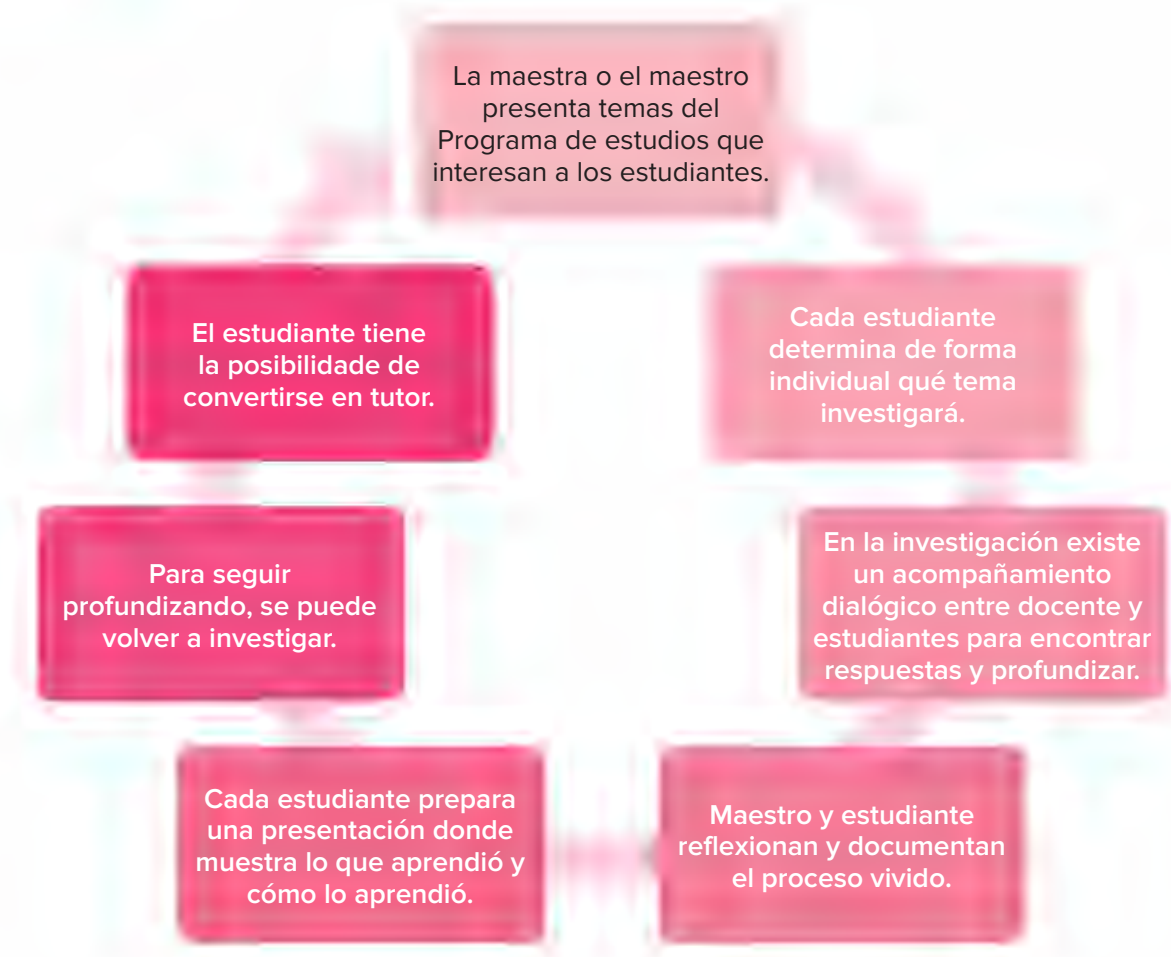 La maestra o el maestro
presenta temas del
Programa de estudios que
interesan a los estudiantes.
Cada estudiante
determina de forma
individual qué tema
investigará.
En la investigación existe
un acompañamiento
dialógico entre docente y
estudiantes para encontrar
respuestas y profundizar.
Maestro y estudiante
reflexionan y documentan
el proceso vivido.
Cada estudiante prepara
una presentación donde
muestra lo que aprendió y
cómo lo aprendió.
Para seguir
profundizando, se puede
volver a investigar.
El estudiante tiene
la posibilidade de
convertirse en tutor.